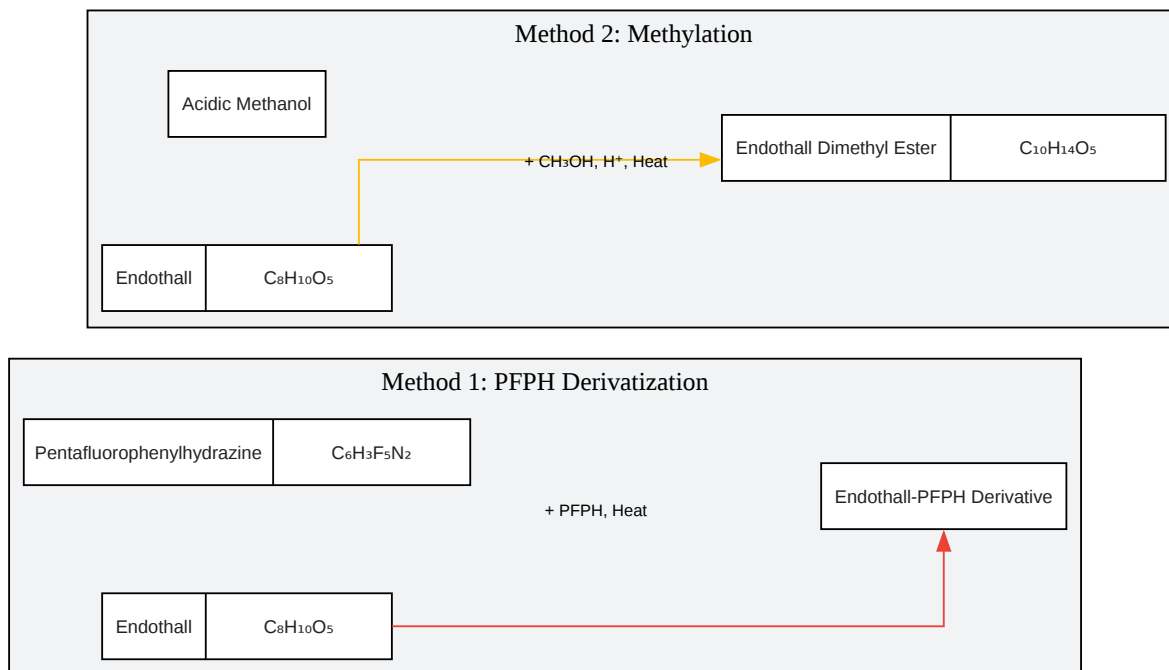 Method 2: Methylation
Acidic Methanol
Endothall Dimethyl Ester C₁₀H₁₄O₅
+ CH₃OH, H⁺, Heat
Endothall C₈H₁₀O₅
Method 1: PFPH Derivatization
Pentafluorophenylhydrazine C₆H₃F₅N₂
Endothall-PFPH Derivative
+ PFPH, Heat
Endothall C₈H₁₀O₅